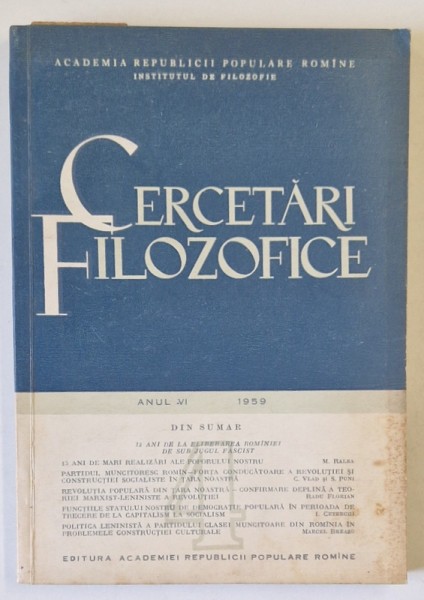 ACADEMIA REPUBLICII POPULARE ROMÎNE
INSTITUTUL DE FILOZOFIE
CERCETĂRI
FILOZOFICE
ANUL VI 1959
4
DIN SUMAR
15 ANI DE LA ELIBERAREA ROMÎNIEI
DE SUB JUGUL FASCIST
15 ANI DE MARI REALIZĂRI ALE POPORULUI NOSTRU M. RALEA
PARTIDUL MUNCITORESC ROMÎN—FORȚA CONDUCĂTOARE A REVOLUȚIEI ȘI
CONSTRUCȚIEI SOCIALISTE ÎN ȚARA NOASTRĂ C. VLAD și S.
REVOLUȚIA POPULARĂ DIN ȚARA NOASTRĂ CONFIRMARE DEPLINĂ A TEO-
RIEI MARXIST-LENINISTE A REVOLUȚIEI RADU FLORIAN
FUNCȚIILE STATULUI NOSTRU DE DEMOCRAȚIE POPULARĂ ÎN PERIOADA DE
TRECERE DE LA CAPITALISM LA SOCIALISM I.
POLITICA LENINISTĂ A PARTIDULUI CLASEI MUNCITOARE DIN ROMÎNIA ÎN
PROBLEMELE CONSTRUCȚIEI CULTURALE MARCEL BREAZU
EDITURA ACADEMIEI REPUBLICII POPULARE ROMÎNE